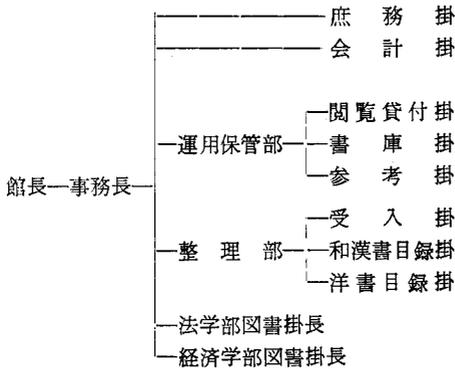 庶務掛
会計掛
閲覧貸付掛
運用保管部
書庫掛
参考掛
館長
事務長
受入掛
整理部
和漢書目録掛
洋書目録掛
法学部図書掛長
経済学部図書掛長